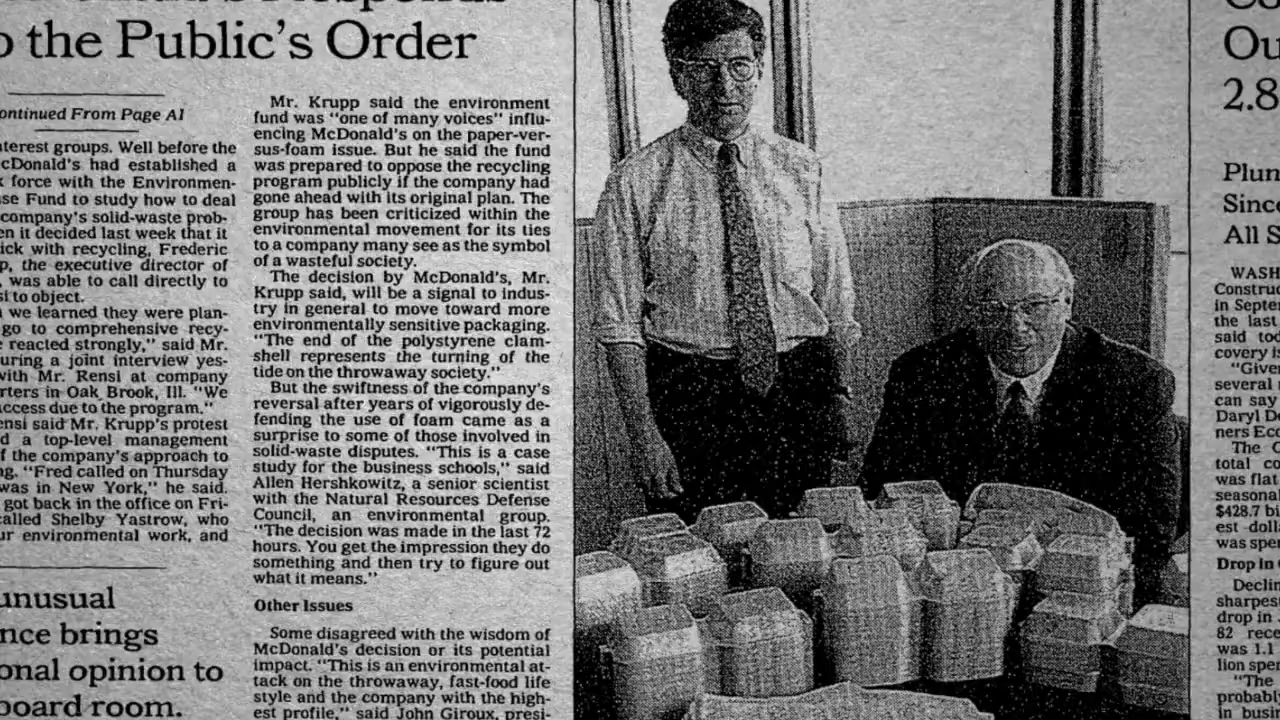 to the Public's Order
Continued From Page A1
nterest groups. Well before the
cDonald's had established a
k force with the Environmen-
se Fund to study how to deal
company's solid-waste prob-
en it decided last week that it
ick with recycling, Frederic
p, the executive director of
, was able to call directly to
si to object.
n we learned they were plan-
go to comprehensive recy-
e reacted strongly," said Mr.
uring a joint interview yes-
with Mr. Rensi at company
rters in Oak Brook, Ill. "We
access due to the program."
ensi said Mr. Krupp's protest
d a top-level management
f the company's approach to
ng. "Fred called on Thursday
was in New York," he said.
got back in the office on Fri-
called Shelby Yastrow, who
ur environmental work, and
unusual
nce brings
onal opinion to
board room.
Mr. Krupp said the environment
fund was "one of many voices" influ-
encing McDonald's on the paper-ver-
sus-foam issue. But he said the fund
was prepared to oppose the recycling
program publicly if the company had
gone ahead with its original plan. The
group has been criticized within the
environmental movement for its ties
to a company many see as the symbol
of a wasteful society.
The decision by McDonald's, Mr.
Krupp said, will be a signal to indus-
try in general to move toward more
environmentally sensitive packaging.
"The end of the polystyrene clam-
shell represents the turning of the
tide on the throwaway society."
But the swiftness of the company's
reversal after years of vigorously de-
fending the use of foam came as a
surprise to some of those involved in
solid-waste disputes. "This is a case
study for the business schools," said
Allen Hershkowitz, a senior scientist
with the Natural Resources Defense
Council, an environmental group.
"The decision was made in the last 72
hours. You get the impression they do
something and then try to figure out
what it means."
Other Issues
Some disagreed with the wisdom of
McDonald's decision or its potential
impact. "This is an environmental at-
tack on the throwaway, fast-food life
style and the company with the high-
est profile," said John Giroux, presi-
Co
Ou
2.8
Plun
Since
All S
WASH
Construc
in Septem
the last
said too
covery i
"Given
several
can say
Daryl D
ners Eco
The C
total co
was flat
seasonal
$428.7 bi
est dolla
was spen
Drop In
Declin
sharpes
drop in
82 rece
was 1.1
lion spe
"The
probabl
in busin